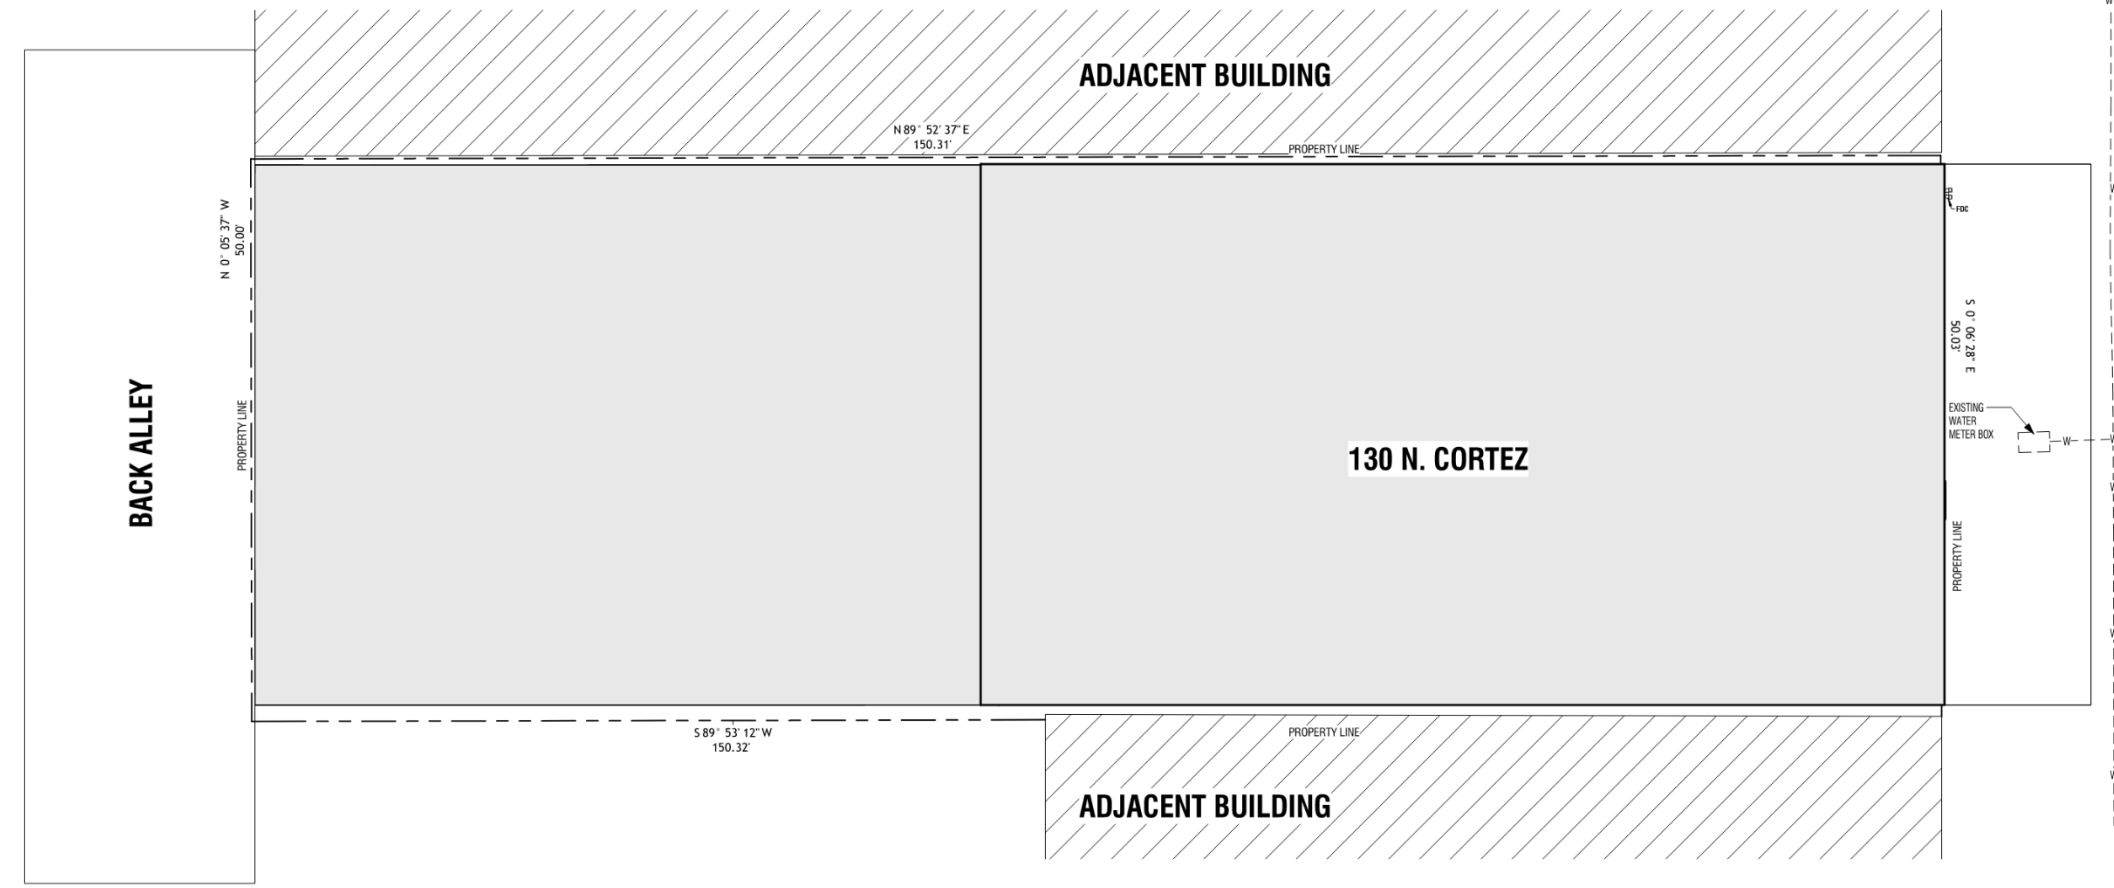 ADJACENT BUILDING
N 89° 52' 37" E
150.31'
PROPERTY LINE
N 0° 05' 37" W
50.00'
FDC
S 0° 06' 28" E
50.03'
BACK ALLEY
PROPERTY LINE
EXISTING
WATER
METER BOX
W
130 N. CORTEZ
PROPERTY LINE
S 89° 53' 12" W
150.32'
PROPERTY LINE
ADJACENT BUILDING